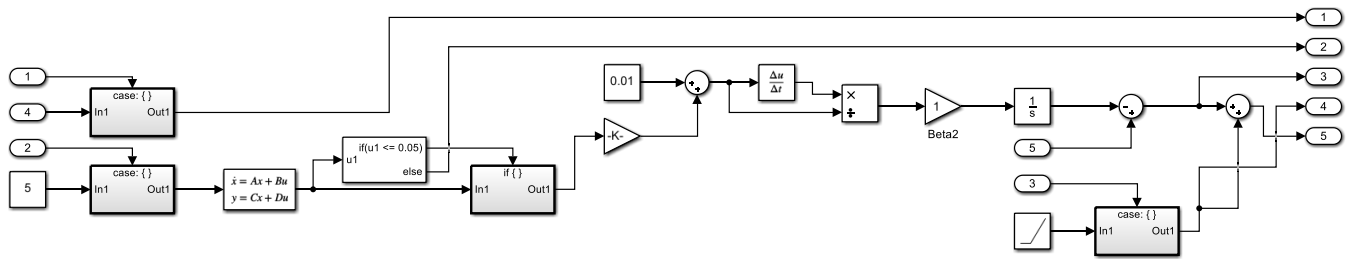 1
2
1
case: { }
0.01
Δu
Δt
3
4
In1
Out1
×
÷
1
1
s
4
2
if(u1 <= 0.05)
-K-
Beta2
5
5
case: { }
u1
else
if { }
3
5
In1
Out1
ẋ = Ax + Bu
y = Cx + Du
In1
Out1
case: { }
In1
Out1